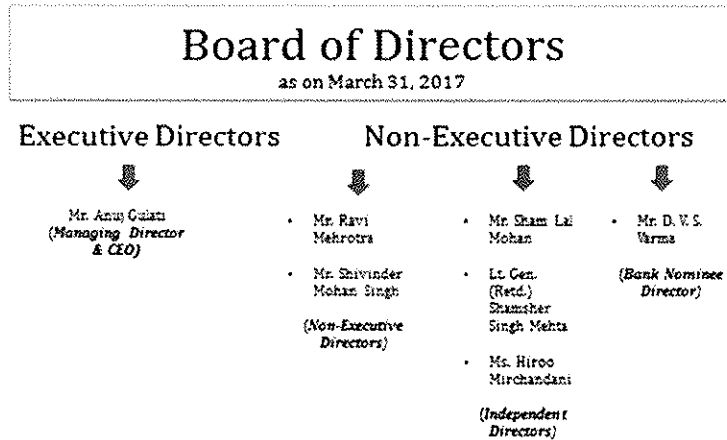 Board of Directors
as on March 31, 2017
Executive Directors
Non-Executive Directors
Mr. Anuj Gulati
(Managing Director
& CEO)
• Mr. Ravi
Mehrotra
• Mr. Shivinder
Mohan Singh
(Non-Executive
Directors)
• Mr. Sham Lal
Mohan
• Lt. Gen.
(Retd.)
Shamsher
Singh Mehta
• Ms. Hiroo
Mirchandani
(Independent
Directors)
• Mr. D. V. S.
Varma
(Bank Nominee
Director)